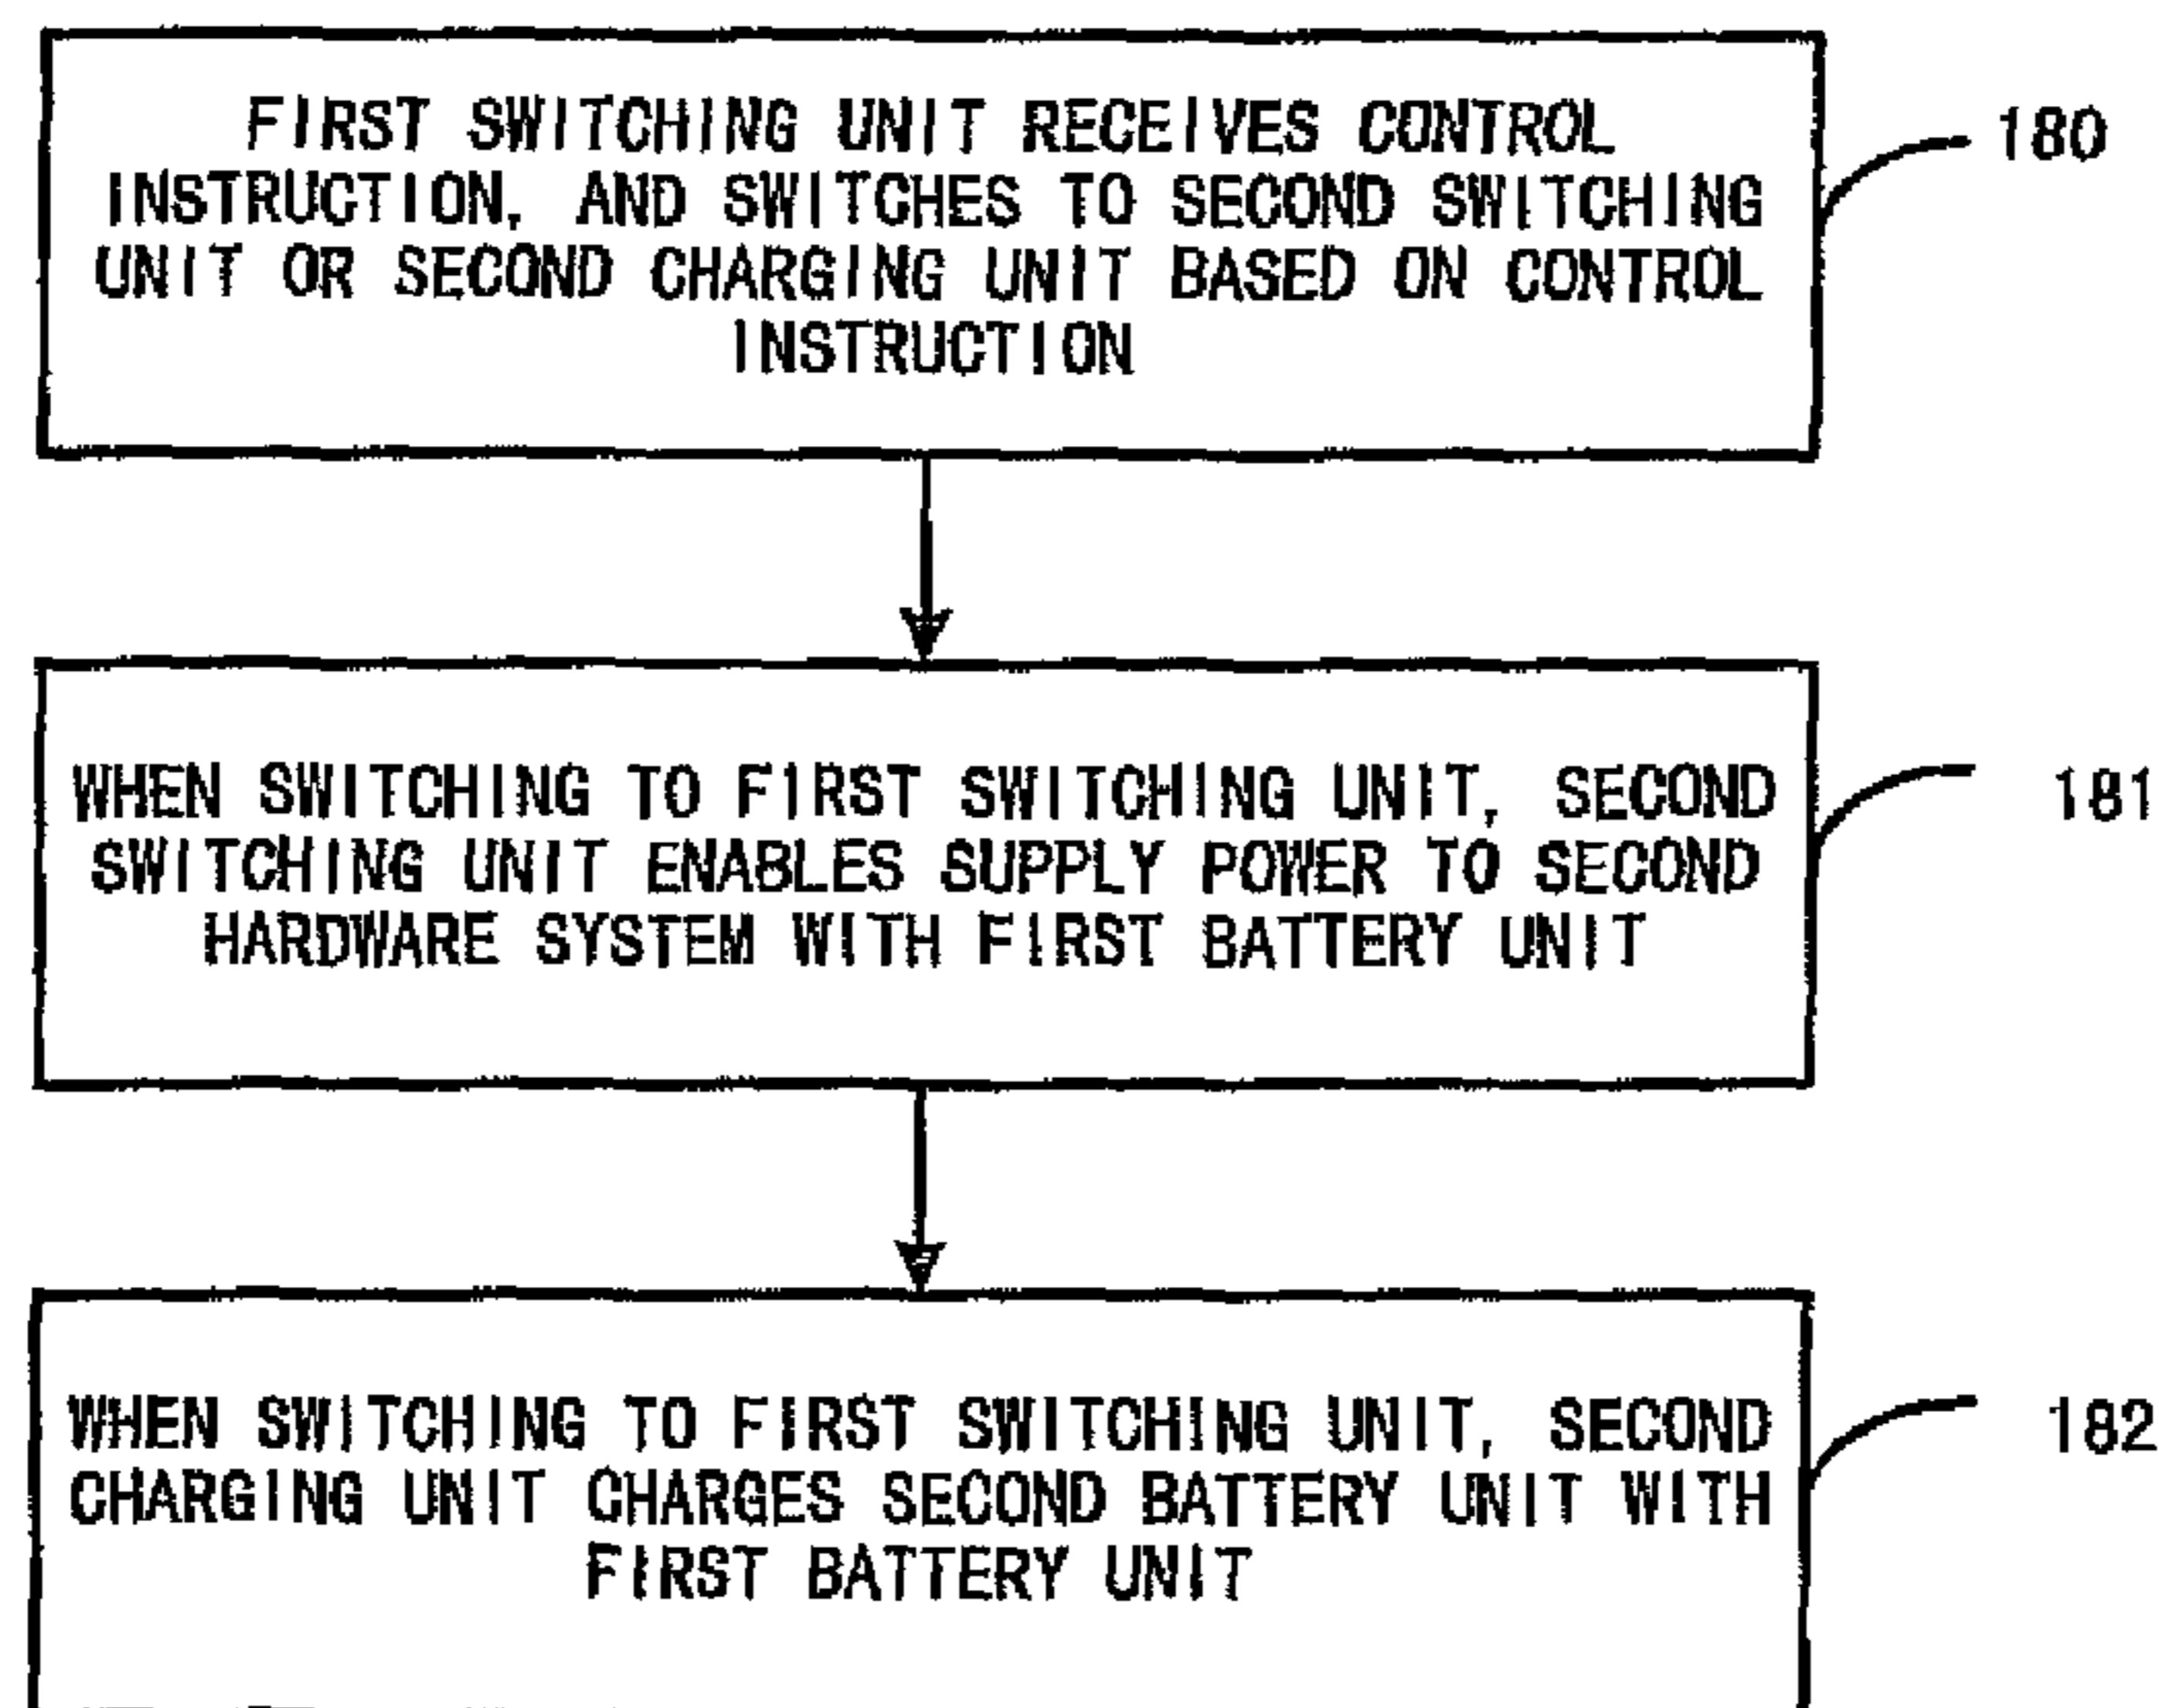 FIRST SWITCHING UNIT RECEIVES CONTROL
INSTRUCTION, AND SWITCHES TO SECOND SWITCHING
UNIT OR SECOND CHARGING UNIT BASED ON CONTROL
INSTRUCTION
180
WHEN SWITCHING TO FIRST SWITCHING UNIT, SECOND
SWITCHING UNIT ENABLES SUPPLY POWER TO SECOND
HARDWARE SYSTEM WITH FIRST BATTERY UNIT
181
WHEN SWITCHING TO FIRST SWITCHING UNIT, SECOND
CHARGING UNIT CHARGES SECOND BATTERY UNIT WITH
FIRST BATTERY UNIT
182